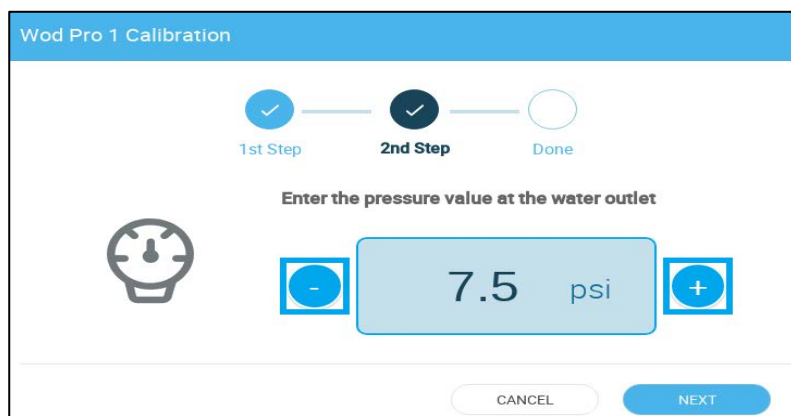 Wod Pro 1 Calibration
1st Step 2nd Step Done
Enter the pressure value at the water outlet
- 7.5 psi +
CANCEL NEXT